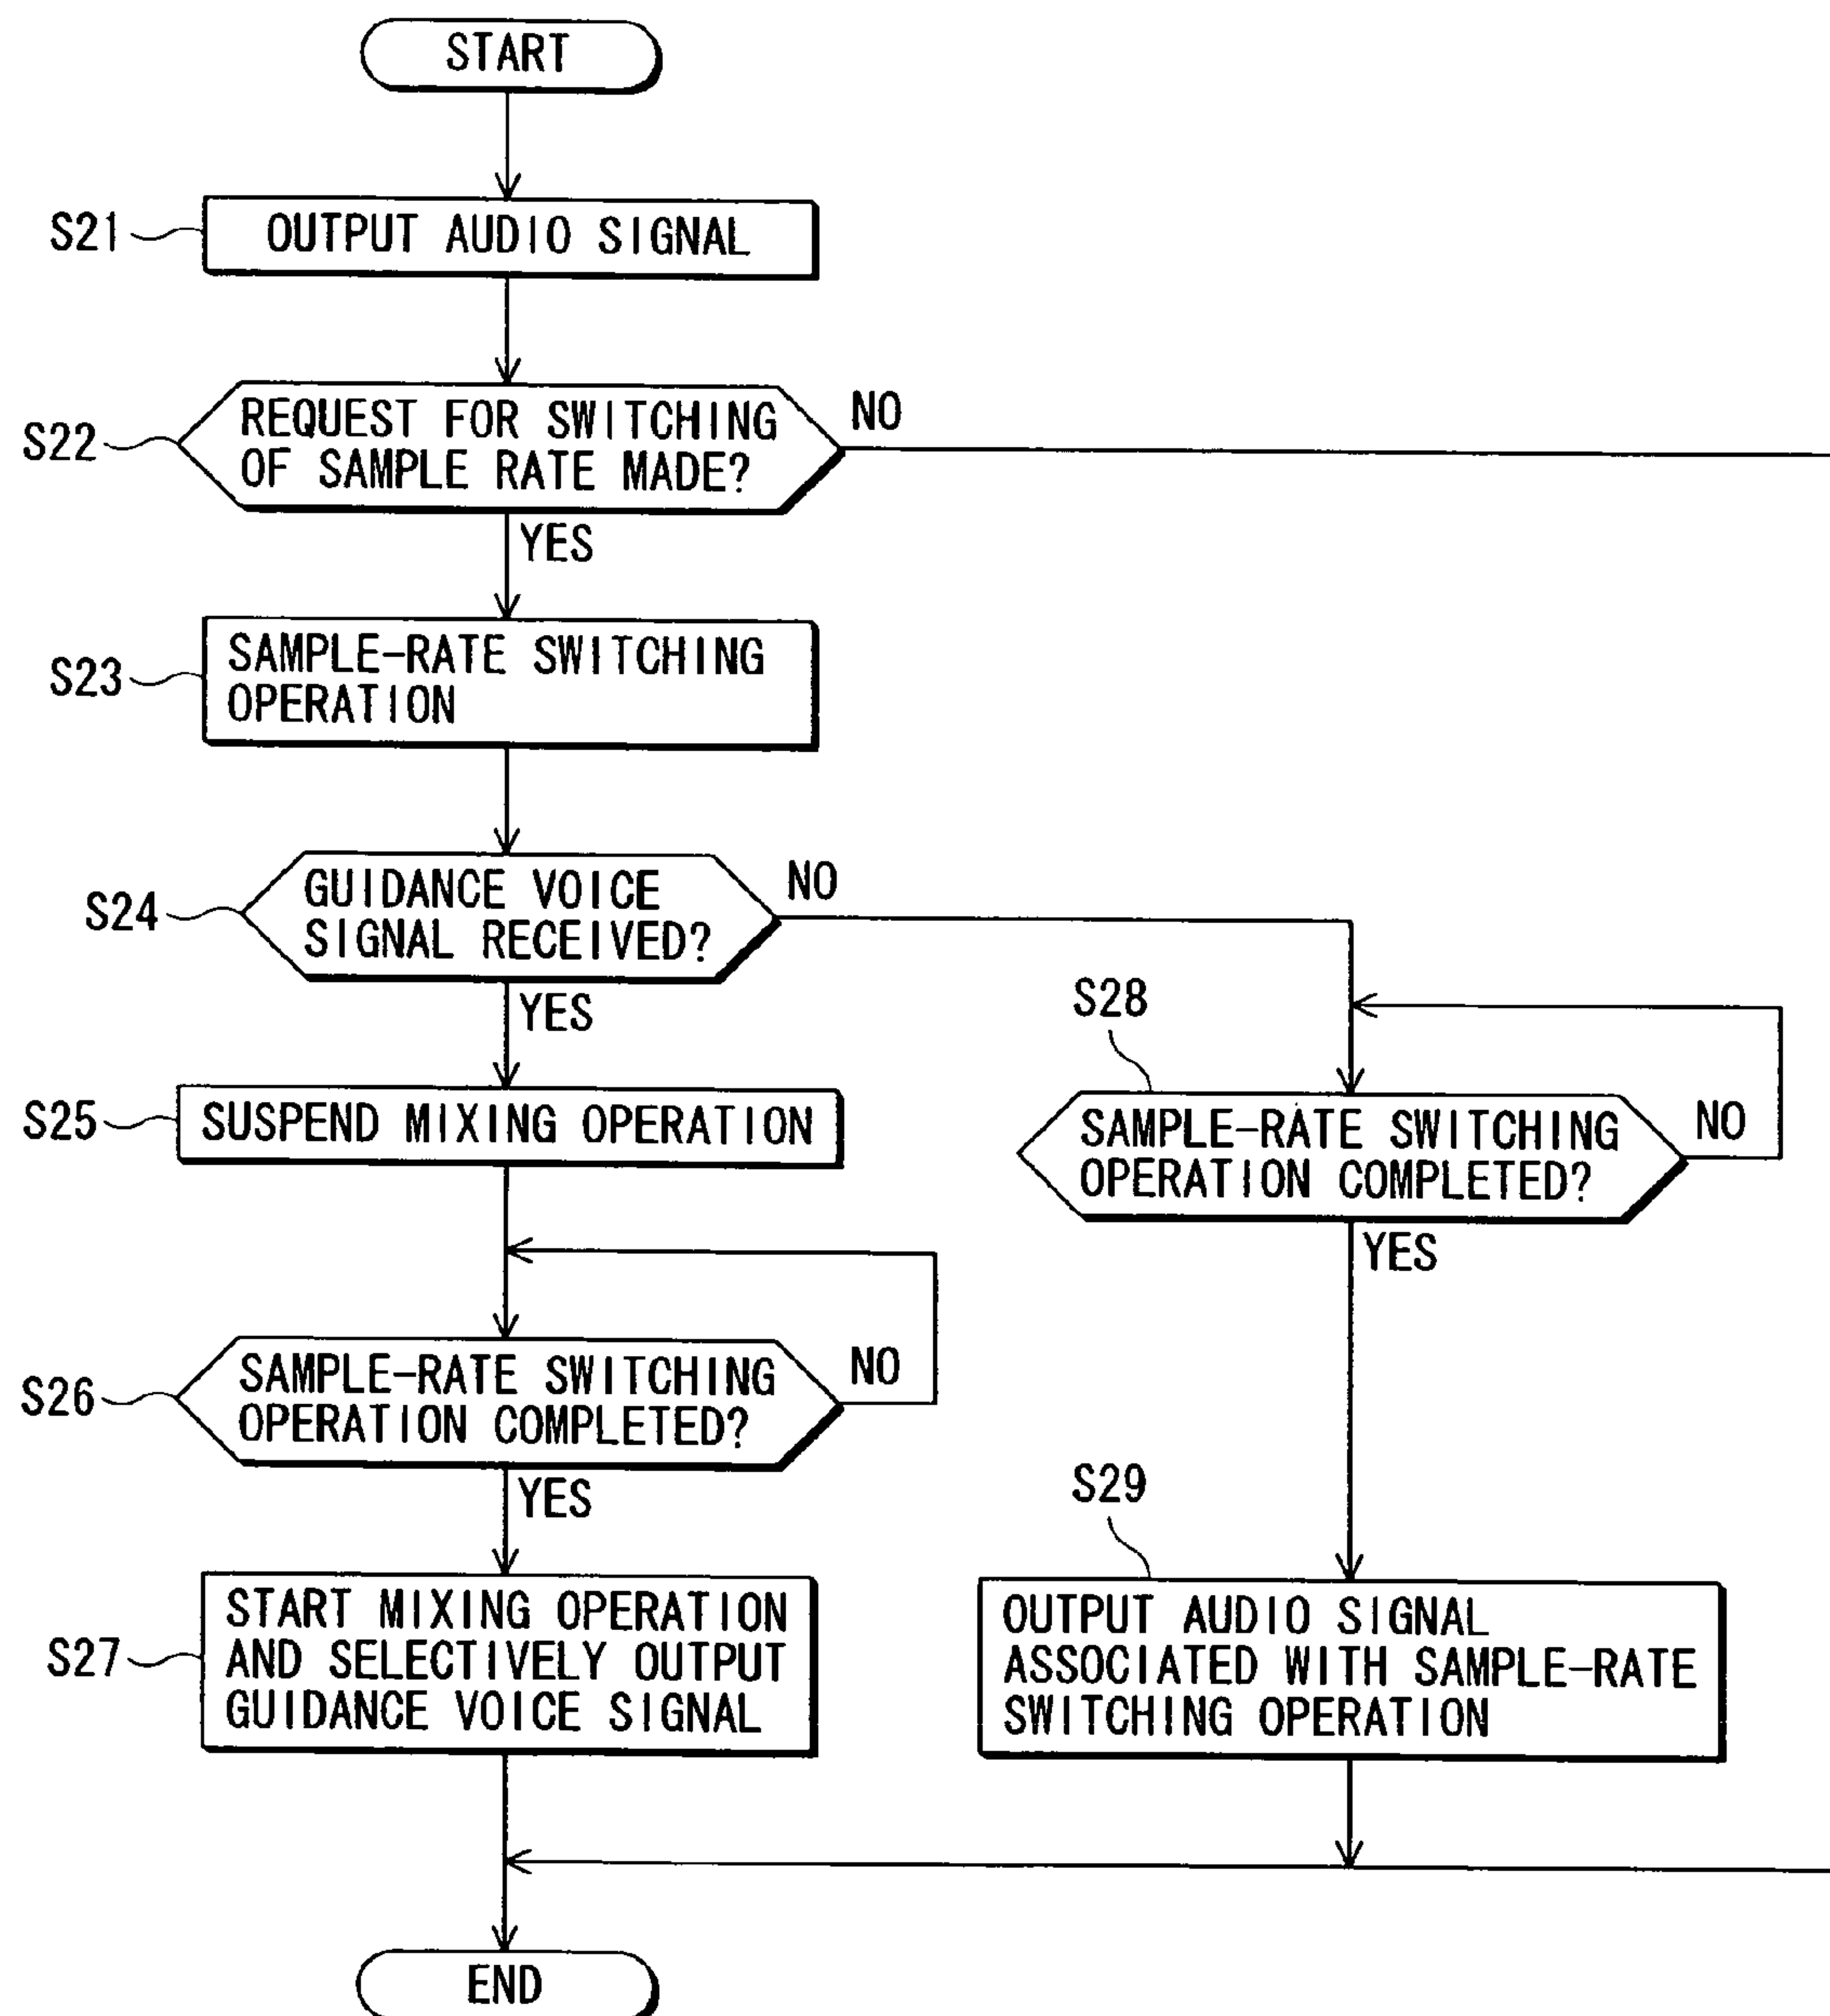 START
S21
OUTPUT AUDIO SIGNAL
S22
REQUEST FOR SWITCHING
OF SAMPLE RATE MADE?
NO
YES
S23
SAMPLE-RATE SWITCHING
OPERATION
S24
GUIDANCE VOICE
SIGNAL RECEIVED?
NO
YES
S25
SUSPEND MIXING OPERATION
S26
SAMPLE-RATE SWITCHING
OPERATION COMPLETED?
NO
YES
S27
START MIXING OPERATION
AND SELECTIVELY OUTPUT
GUIDANCE VOICE SIGNAL
S28
SAMPLE-RATE SWITCHING
OPERATION COMPLETED?
NO
YES
S29
OUTPUT AUDIO SIGNAL
ASSOCIATED WITH SAMPLE-RATE
SWITCHING OPERATION
END